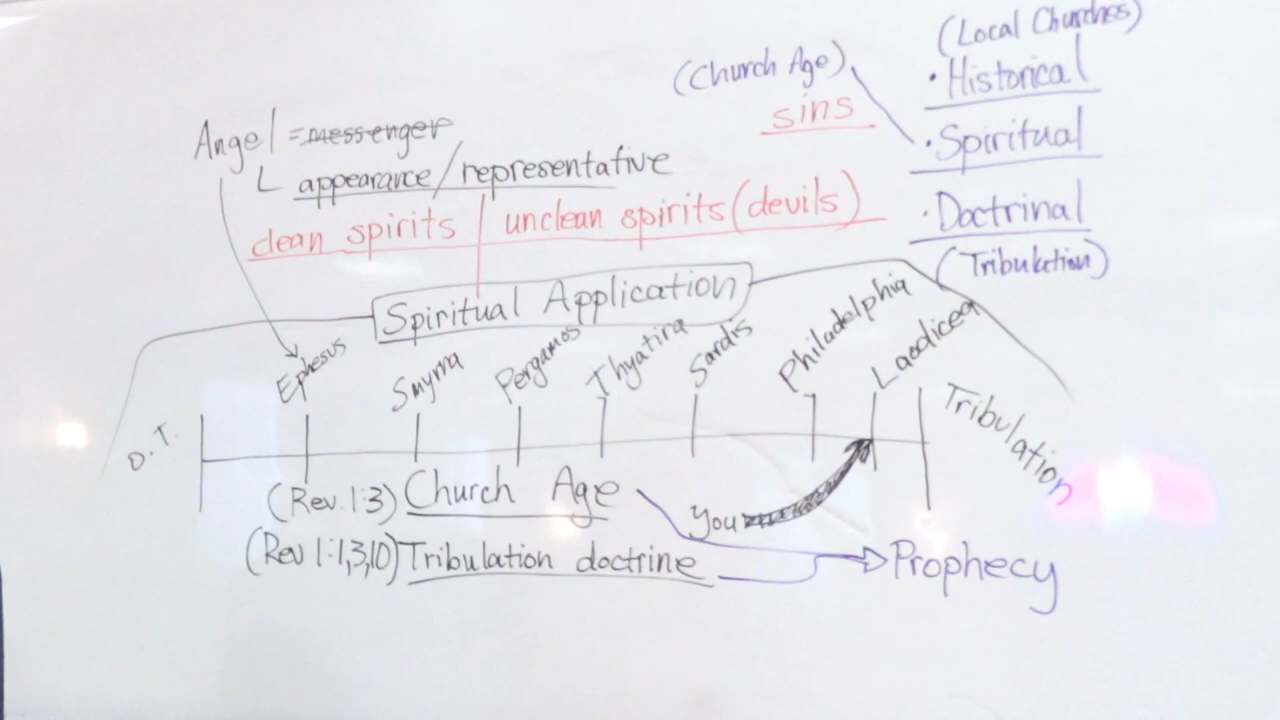 (Local Churches)
(Church Age)
· Historical
sins
· Spiritual
Angel = messenger
appearance/representative
· Doctrinal
clean spirits | unclean spirits (devils)
(Tribulation)
Spiritual Application
O.T.
Ephesus
Smyrna
Pergamos
Thyatira
Sardis
Philadelphia
Laodicea
Tribulation
(Rev. 1:3) Church Age
You
(Rev 1:1,3,10) Tribulation doctrine
Prophecy